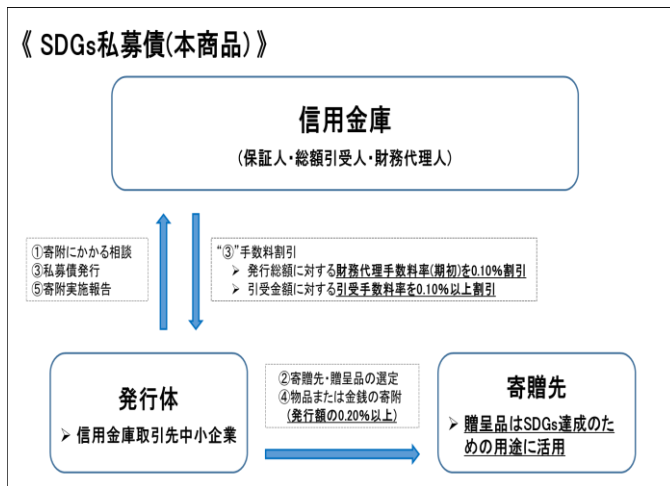 《 SDGs私募債(本商品) 》
信用金庫
(保証人・総額引受人・財務代理人)
①寄附にかかる相談
③私募債発行
⑤寄附実施報告
“③”手数料割引
➢ 発行総額に対する財務代理手数料率(期初)を0.10%割引
➢ 引受金額に対する引受手数料率を0.10%以上割引
発行体
➢ 信用金庫取引先中小企業
②寄贈先・贈呈品の選定
④物品または金銭の寄附
(発行額の0.20%以上)
寄贈先
➢ 贈呈品はSDGs達成のた
めの用途に活用